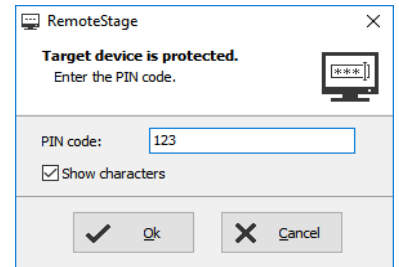 RemoteStage
Target device is protected.
Enter the PIN code.
***
PIN code: 123
Show characters
Ok Cancel